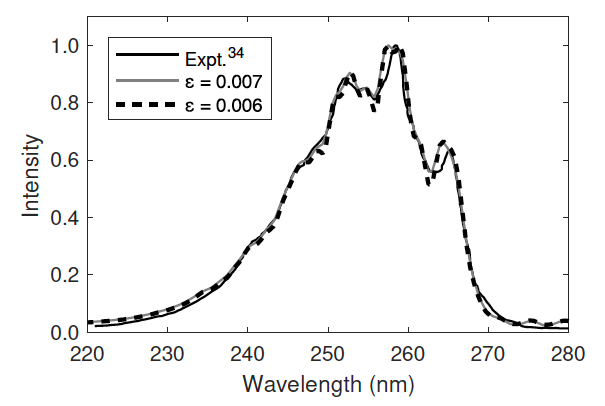 1.0
0.8
0.6
0.4
0.2
0.0
Intensity
Expt.34
ε = 0.007
ε = 0.006
220 230 240 250 260 270 280
Wavelength (nm)